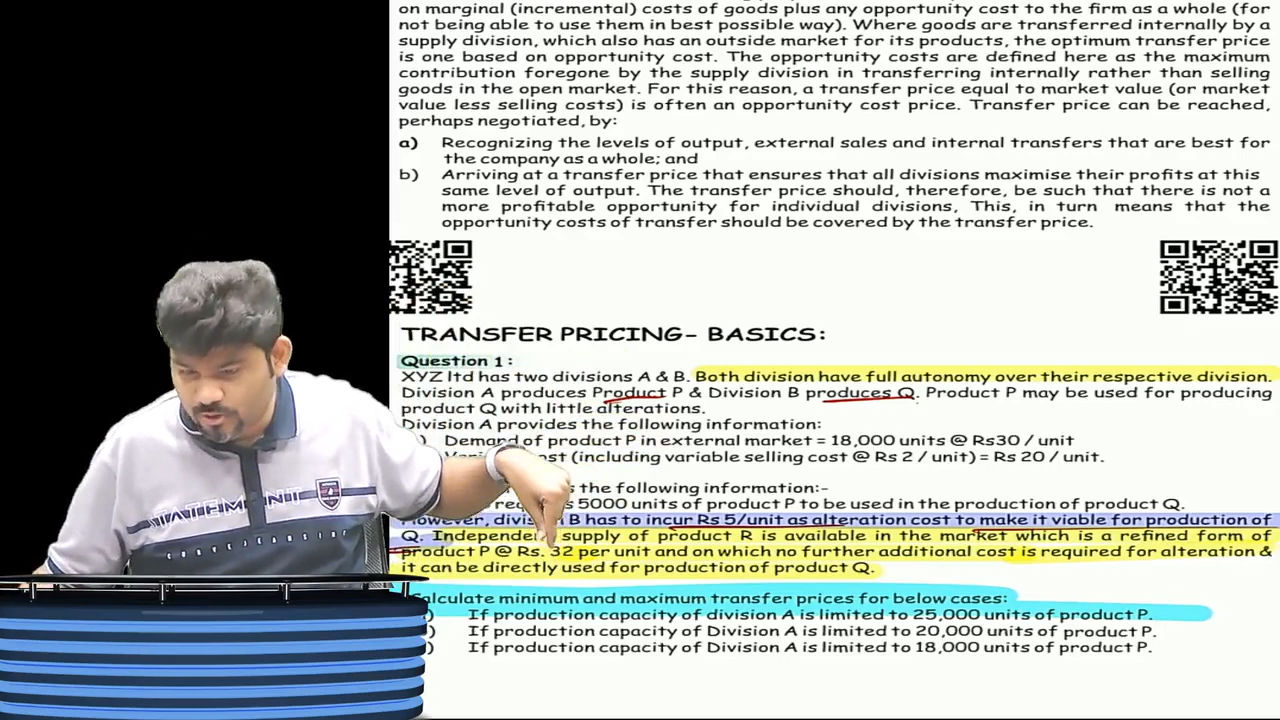 on marginal (incremental) costs of goods plus any opportunity cost to the firm as a whole (for
not being able to use them in best possible way). Where goods are transferred internally by a
supply division, which also has an outside market for its products, the optimum transfer price
is one based on opportunity cost. The opportunity costs are defined here as the maximum
contribution foregone by the supply division in transferring internally rather than selling
goods in the open market. For this reason, a transfer price equal to market value (or market
value less selling costs) is often an opportunity cost price. Transfer price can be reached,
perhaps negotiated, by:
a) Recognizing the levels of output, external sales and internal transfers that are best for
the company as a whole; and
b) Arriving at a transfer price that ensures that all divisions maximise their profits at this
same level of output. The transfer price should, therefore, be such that there is not a
more profitable opportunity for individual divisions, This, in turn means that the
opportunity costs of transfer should be covered by the transfer price.
TRANSFER PRICING- BASICS:
Question 1:
XYZ ltd has two divisions A & B. Both division have full autonomy over their respective division.
Division A produces Product P & Division B produces Q. Product P may be used for producing
product Q with little alterations.
Division A provides the following information:
) Demand of product P in external market = 18,000 units @ Rs30 / unit
cost (including variable selling cost @ Rs 2 / unit) = Rs 20 / unit.
the following information:-
5000 units of product P to be used in the production of product Q.
However, division B has to incur Rs 5/unit as alteration cost to make it viable for production of
Q. Independent supply of product R is available in the market which is a refined form of
product P @ Rs. 32 per unit and on which no further additional cost is required for alteration &
it can be directly used for production of product Q.
Calculate minimum and maximum transfer prices for below cases:
) If production capacity of division A is limited to 25,000 units of product P.
) If production capacity of Division A is limited to 20,000 units of product P.
) If production capacity of Division A is limited to 18,000 units of product P.
STATEMENT